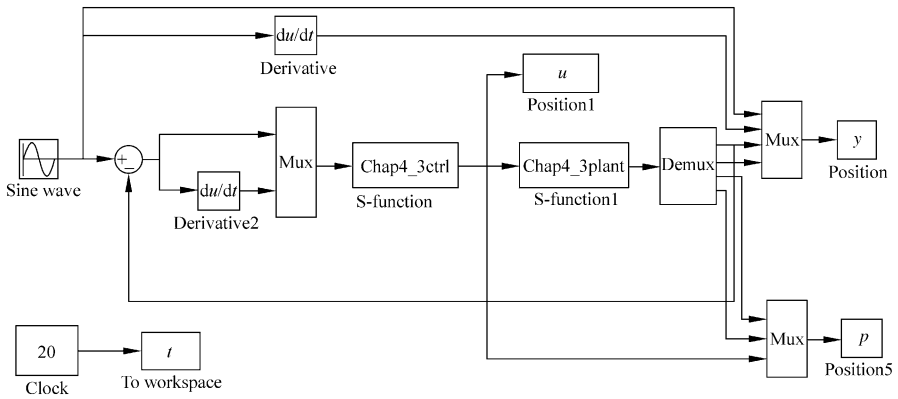 du/dt
Derivative
u
Position1
Sine wave
+
−
du/dt
Derivative2
Mux
Chap4_3ctrl
S-function
Chap4_3plant
S-function1
Demux
Mux
y
Position
20
Clock
t
To workspace
Mux
p
Position5